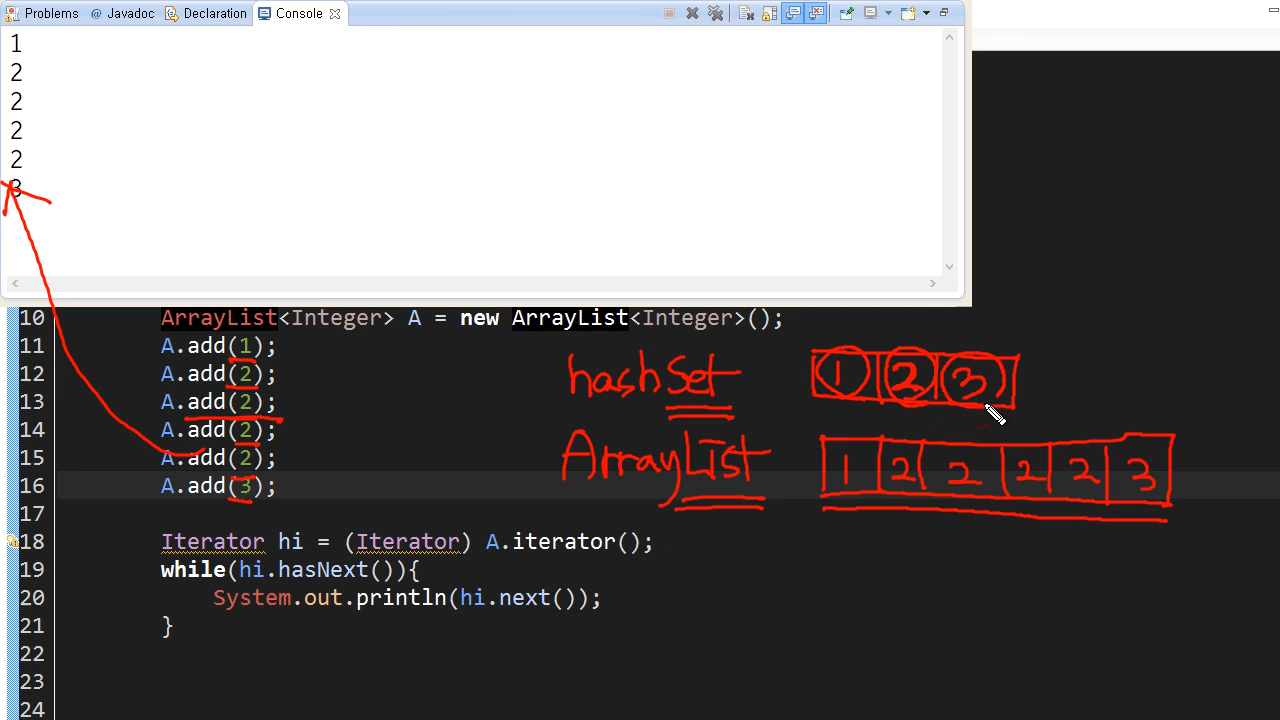 Problems @ Javadoc Declaration Console
1
2
2
2
2
3
10 ArrayList<Integer> A = new ArrayList<Integer>();
11 A.add(1);
12 A.add(2);
13 A.add(2);
14 A.add(2);
15 A.add(2);
16 A.add(3);
17
18 Iterator hi = (Iterator) A.iterator();
19 while(hi.hasNext()){
20 System.out.println(hi.next());
21 }
22
23
24
hashSet 1 2 3
ArrayList 1 2 2 2 2 3